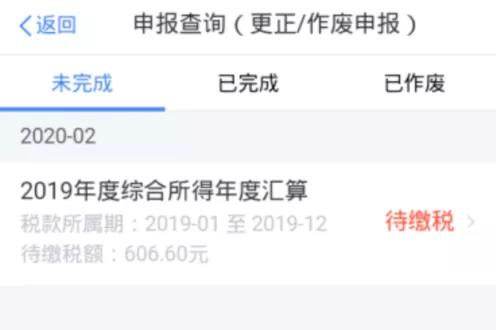 返回 申报查询（更正/作废申报）
未完成 已完成 已作废
2020-02
2019年度综合所得年度汇算
税款所属期：2019-01 至 2019-12 待缴税
待缴税额：606.60元